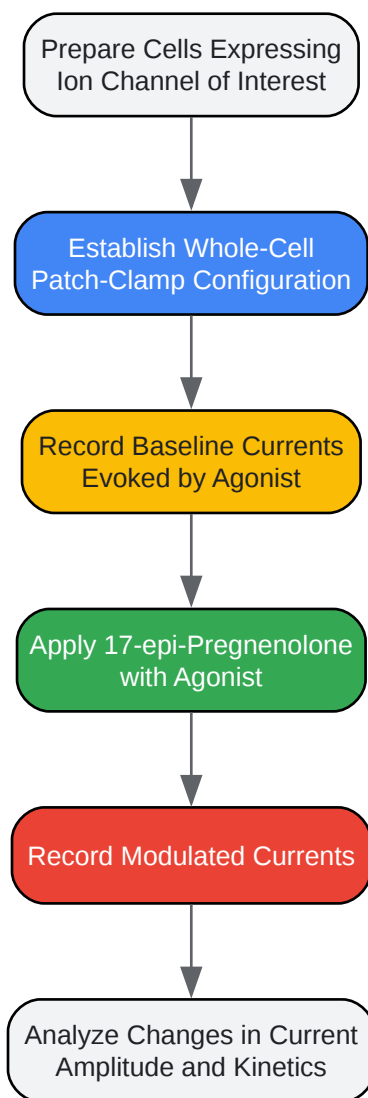 Prepare Cells Expressing
Ion Channel of Interest
Establish Whole-Cell
Patch-Clamp Configuration
Record Baseline Currents
Evoked by Agonist
Apply 17-epi-Pregnenolone
with Agonist
Record Modulated Currents
Analyze Changes in Current
Amplitude and Kinetics